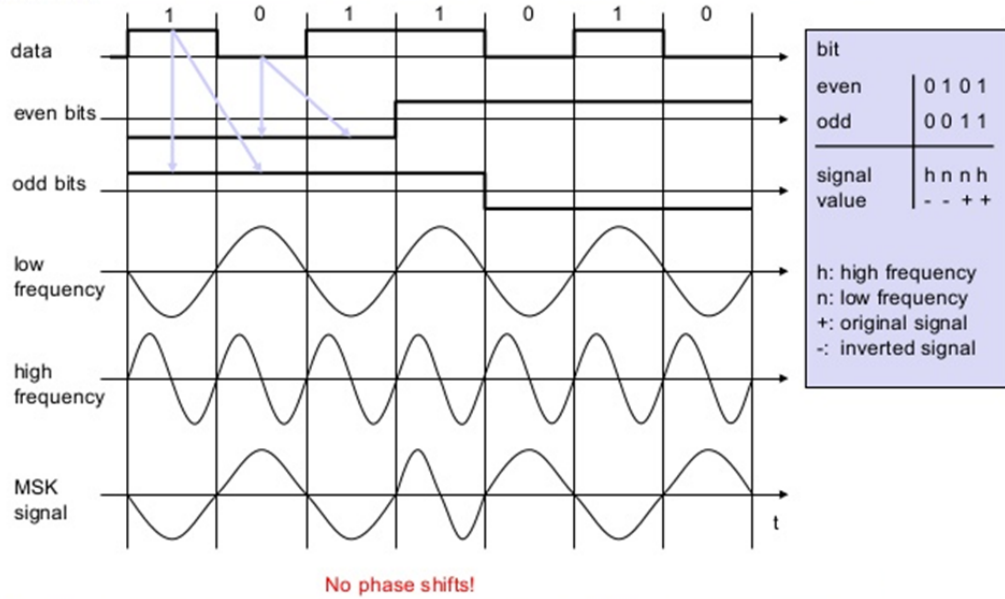 1 0 1 1 0 1 0
data
even bits
odd bits
low
frequency
high
frequency
MSK
signal
t
No phase shifts!
bit
even 0 1 0 1
odd 0 0 1 1
signal h n n h
value - - + +
h: high frequency
n: low frequency
+: original signal
-: inverted signal